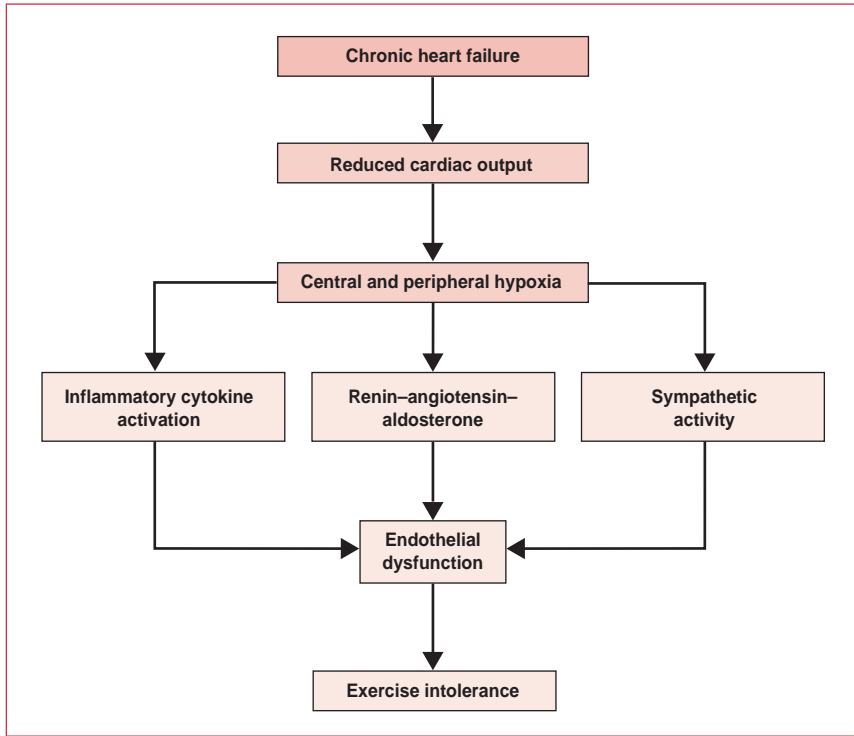 Chronic heart failure
Reduced cardiac output
Central and peripheral hypoxia
Inflammatory cytokine
activation
Renin–angiotensin–
aldosterone
Sympathetic
activity
Endothelial
dysfunction
Exercise intolerance